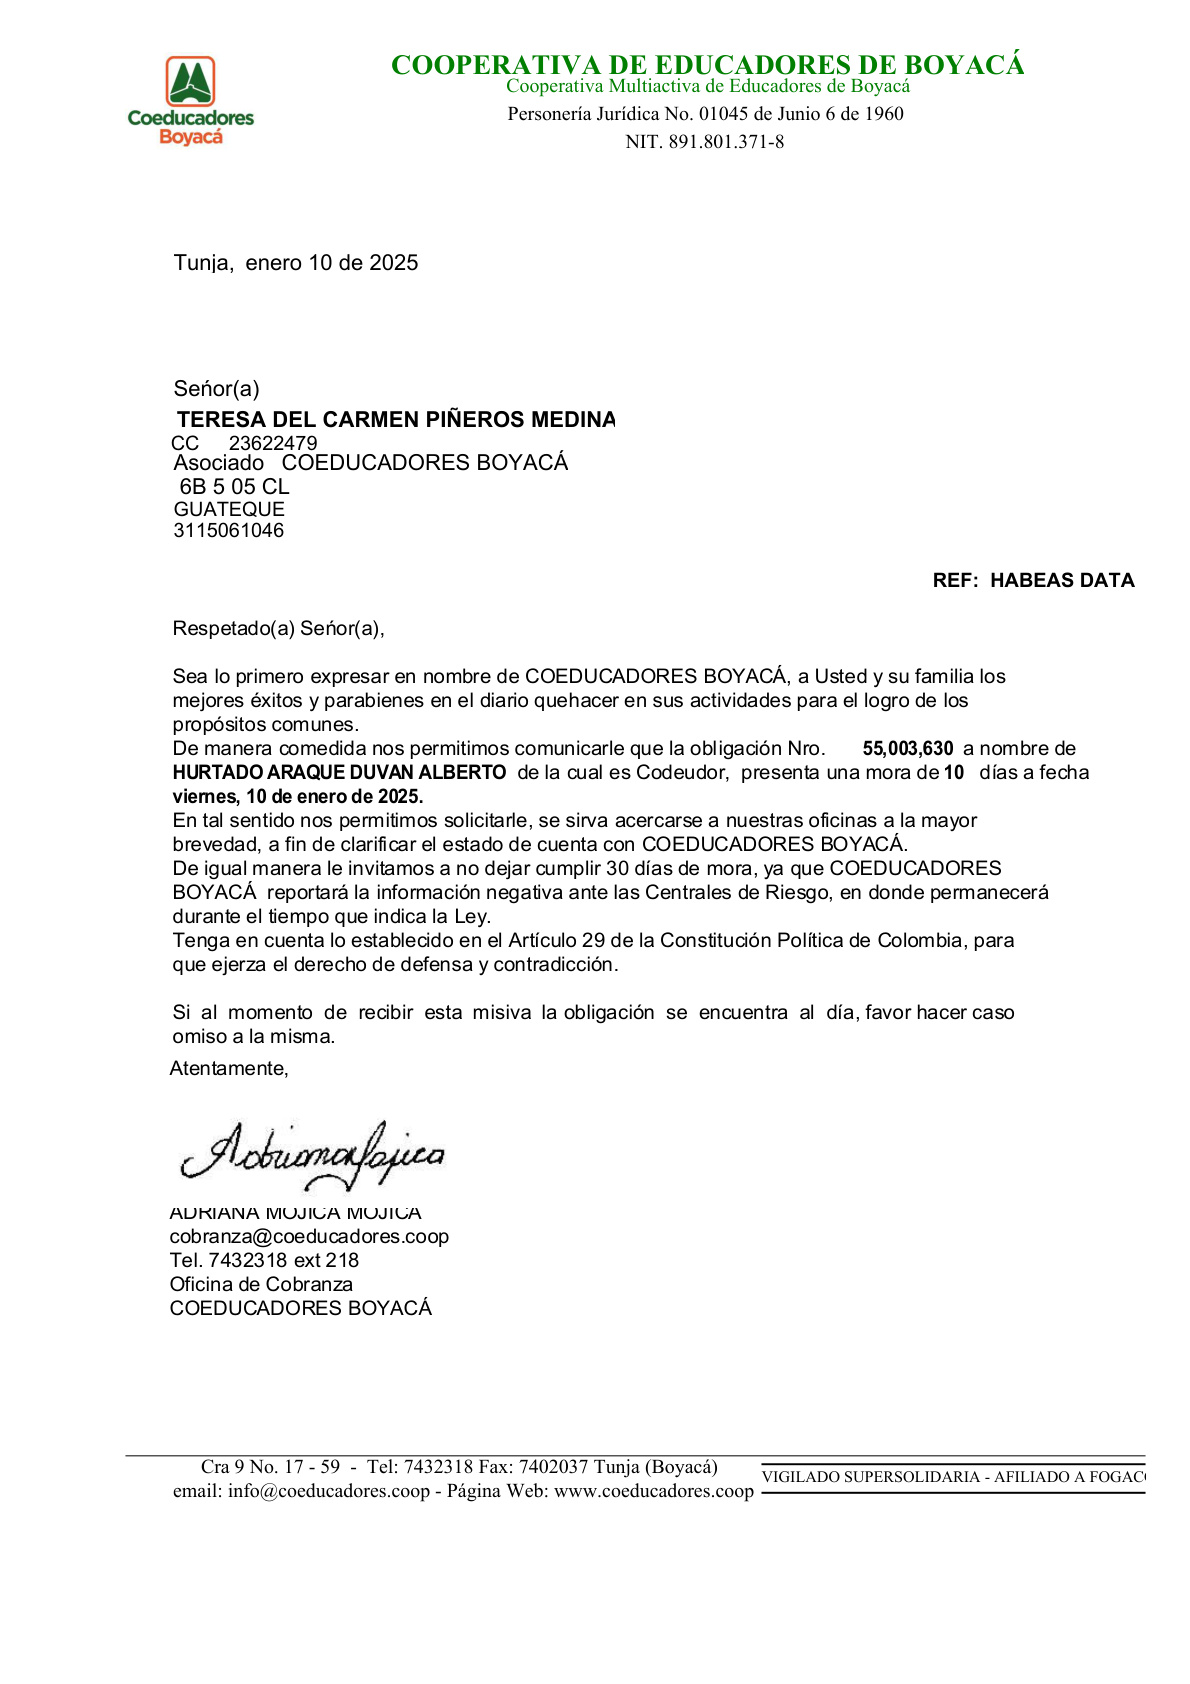 Coeducadores
Boyacá
COOPERATIVA DE EDUCADORES DE BOYACÁ
Cooperativa Multiactiva de Educadores de Boyacá
Personería Jurídica No. 01045 de Junio 6 de 1960
NIT. 891.801.371-8
Tunja, enero 10 de 2025
Seńor(a)
TERESA DEL CARMEN PIÑEROS MEDINA
CC 23622479
Asociado COEDUCADORES BOYACÁ
6B 5 05 CL
GUATEQUE
3115061046
REF: HABEAS DATA
Respetado(a) Seńor(a),
Sea lo primero expresar en nombre de COEDUCADORES BOYACÁ, a Usted y su familia los
mejores éxitos y parabienes en el diario quehacer en sus actividades para el logro de los
propósitos comunes.
De manera comedida nos permitimos comunicarle que la obligación Nro. 55,003,630 a nombre de
HURTADO ARAQUE DUVAN ALBERTO de la cual es Codeudor, presenta una mora de 10 días a fecha
viernes, 10 de enero de 2025.
En tal sentido nos permitimos solicitarle, se sirva acercarse a nuestras oficinas a la mayor
brevedad, a fin de clarificar el estado de cuenta con COEDUCADORES BOYACÁ.
De igual manera le invitamos a no dejar cumplir 30 días de mora, ya que COEDUCADORES
BOYACÁ reportará la información negativa ante las Centrales de Riesgo, en donde permanecerá
durante el tiempo que indica la Ley.
Tenga en cuenta lo establecido en el Artículo 29 de la Constitución Política de Colombia, para
que ejerza el derecho de defensa y contradicción.
Si al momento de recibir esta misiva la obligación se encuentra al día, favor hacer caso
omiso a la misma.
Atentamente,
Adrianamojica
ADRIANA MOJICA MOJICA
cobranza@coeducadores.coop
Tel. 7432318 ext 218
Oficina de Cobranza
COEDUCADORES BOYACÁ
Cra 9 No. 17 - 59 - Tel: 7432318 Fax: 7402037 Tunja (Boyacá)
email: info@coeducadores.coop - Página Web: www.coeducadores.coop
VIGILADO SUPERSOLIDARIA - AFILIADO A FOGAC